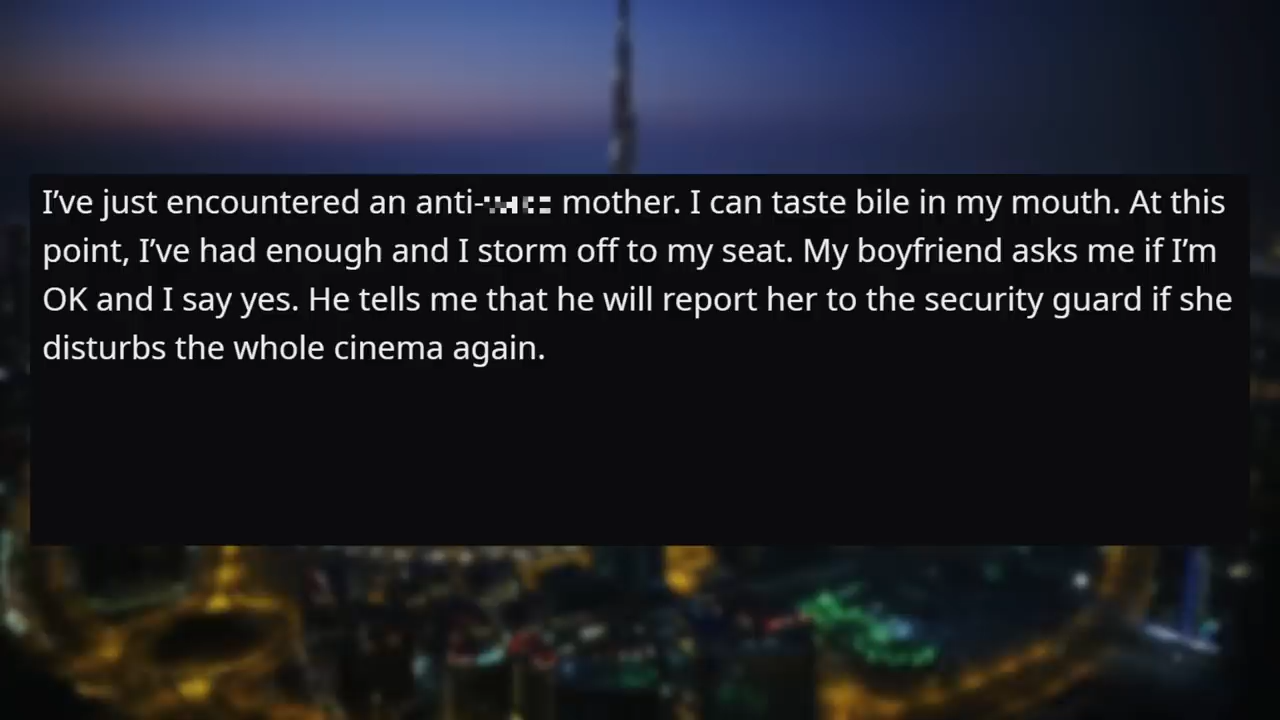 I’ve just encountered an anti- mother. I can taste bile in my mouth. At this
point, I’ve had enough and I storm off to my seat. My boyfriend asks me if I’m
OK and I say yes. He tells me that he will report her to the security guard if she
disturbs the whole cinema again.